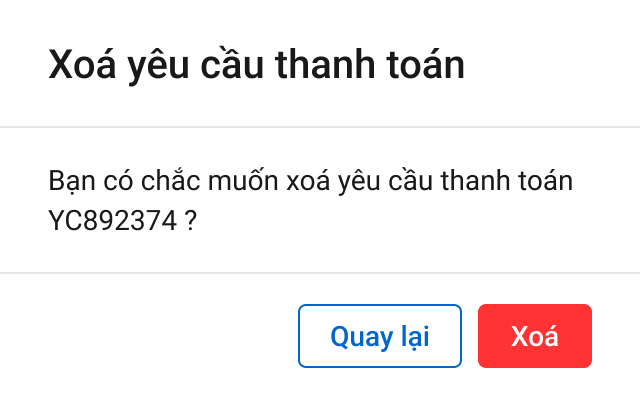 Xoá yêu cầu thanh toán
Bạn có chắc muốn xoá yêu cầu thanh toán
YC892374 ?
Quay lại
Xoá